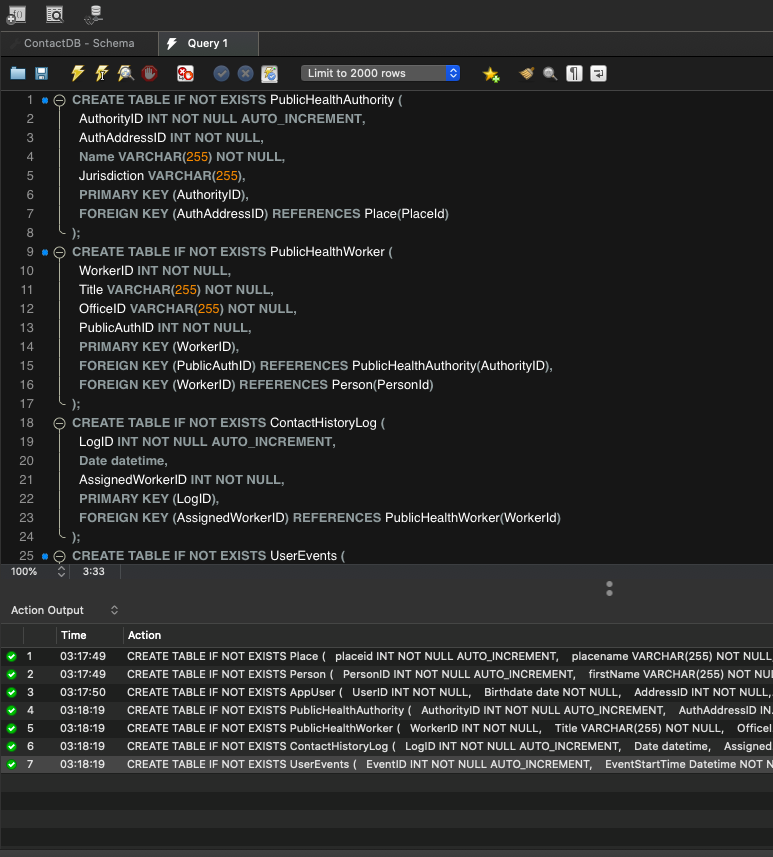 ContactDB - Schema
Query 1
Limit to 2000 rows
1 CREATE TABLE IF NOT EXISTS PublicHealthAuthority (
2 AuthorityID INT NOT NULL AUTO_INCREMENT,
3 AuthAddressID INT NOT NULL,
4 Name VARCHAR(255) NOT NULL,
5 Jurisdiction VARCHAR(255),
6 PRIMARY KEY (AuthorityID),
7 FOREIGN KEY (AuthAddressID) REFERENCES Place(PlaceId)
8 );
9 CREATE TABLE IF NOT EXISTS PublicHealthWorker (
10 WorkerID INT NOT NULL,
11 Title VARCHAR(255) NOT NULL,
12 OfficeID VARCHAR(255) NOT NULL,
13 PublicAuthID INT NOT NULL,
14 PRIMARY KEY (WorkerID),
15 FOREIGN KEY (PublicAuthID) REFERENCES PublicHealthAuthority(AuthorityID),
16 FOREIGN KEY (WorkerID) REFERENCES Person(PersonId)
17 );
18 CREATE TABLE IF NOT EXISTS ContactHistoryLog (
19 LogID INT NOT NULL AUTO_INCREMENT,
20 Date datetime,
21 AssignedWorkerID INT NOT NULL,
22 PRIMARY KEY (LogID),
23 FOREIGN KEY (AssignedWorkerID) REFERENCES PublicHealthWorker(WorkerId)
24 );
25 CREATE TABLE IF NOT EXISTS UserEvents (
100% 3:33
Action Output
Time Action
1 03:17:49 CREATE TABLE IF NOT EXISTS Place ( placeid INT NOT NULL AUTO_INCREMENT, placename VARCHAR(255) NOT NULL
2 03:17:49 CREATE TABLE IF NOT EXISTS Person ( PersonID INT NOT NULL AUTO_INCREMENT, firstName VARCHAR(255) NOT NU
3 03:17:50 CREATE TABLE IF NOT EXISTS AppUser ( UserID INT NOT NULL, Birthdate date NOT NULL, AddressID INT NOT NULL,
4 03:18:19 CREATE TABLE IF NOT EXISTS PublicHealthAuthority ( AuthorityID INT NOT NULL AUTO_INCREMENT, AuthAddressID IN
5 03:18:19 CREATE TABLE IF NOT EXISTS PublicHealthWorker ( WorkerID INT NOT NULL, Title VARCHAR(255) NOT NULL, OfficeI
6 03:18:19 CREATE TABLE IF NOT EXISTS ContactHistoryLog ( LogID INT NOT NULL AUTO_INCREMENT, Date datetime, Assigned
7 03:18:19 CREATE TABLE IF NOT EXISTS UserEvents ( EventID INT NOT NULL AUTO_INCREMENT, EventStartTime Datetime NOT N